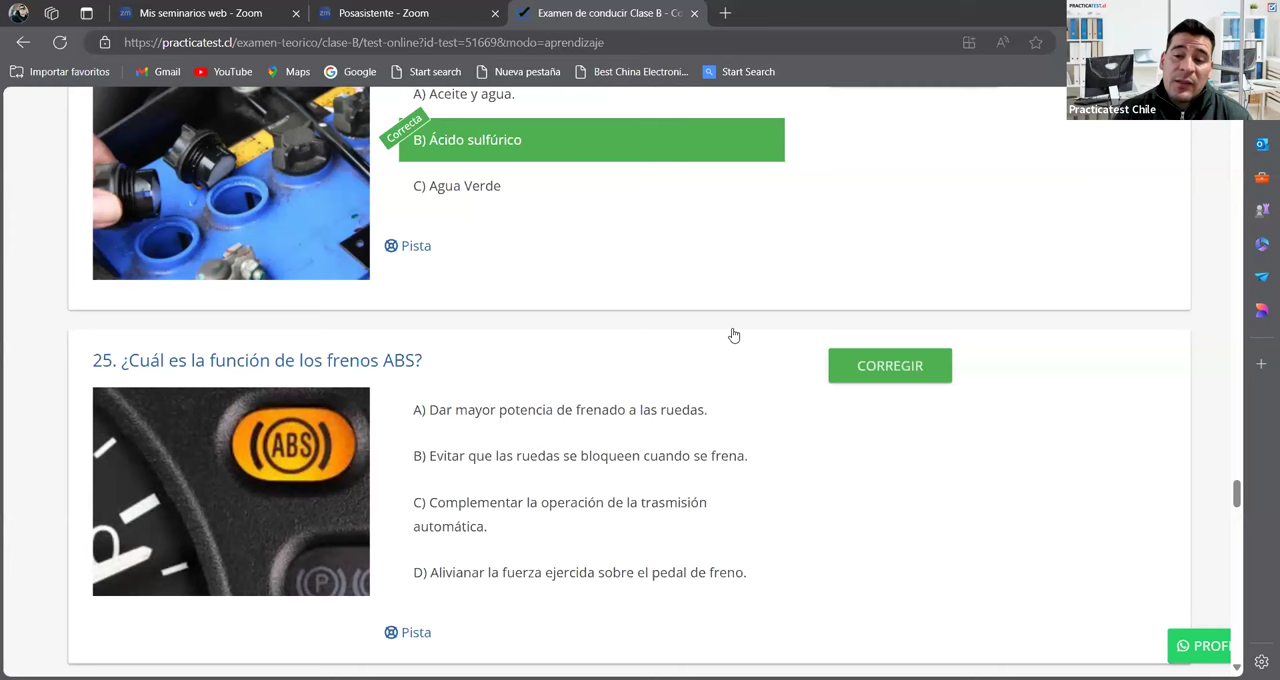 Mis seminarios web - Zoom
Posasistente - Zoom
Examen de conducir Clase B - Co
https://practicatest.cl/examen-teorico/clase-B/test-online?id-test=51669&modo=aprendizaje
Importar favoritos
Gmail
YouTube
Maps
Google
Start search
Nueva pestaña
Best China Electroni...
Start Search
PRACTICATEST.cl
Practicatest Chile
A) Aceite y agua.
Correcta
B) Ácido sulfúrico
C) Agua Verde
Pista
25. ¿Cuál es la función de los frenos ABS?
CORREGIR
ABS
P
A) Dar mayor potencia de frenado a las ruedas.
B) Evitar que las ruedas se bloqueen cuando se frena.
C) Complementar la operación de la trasmisión
automática.
D) Alivianar la fuerza ejercida sobre el pedal de freno.
Pista
PROF